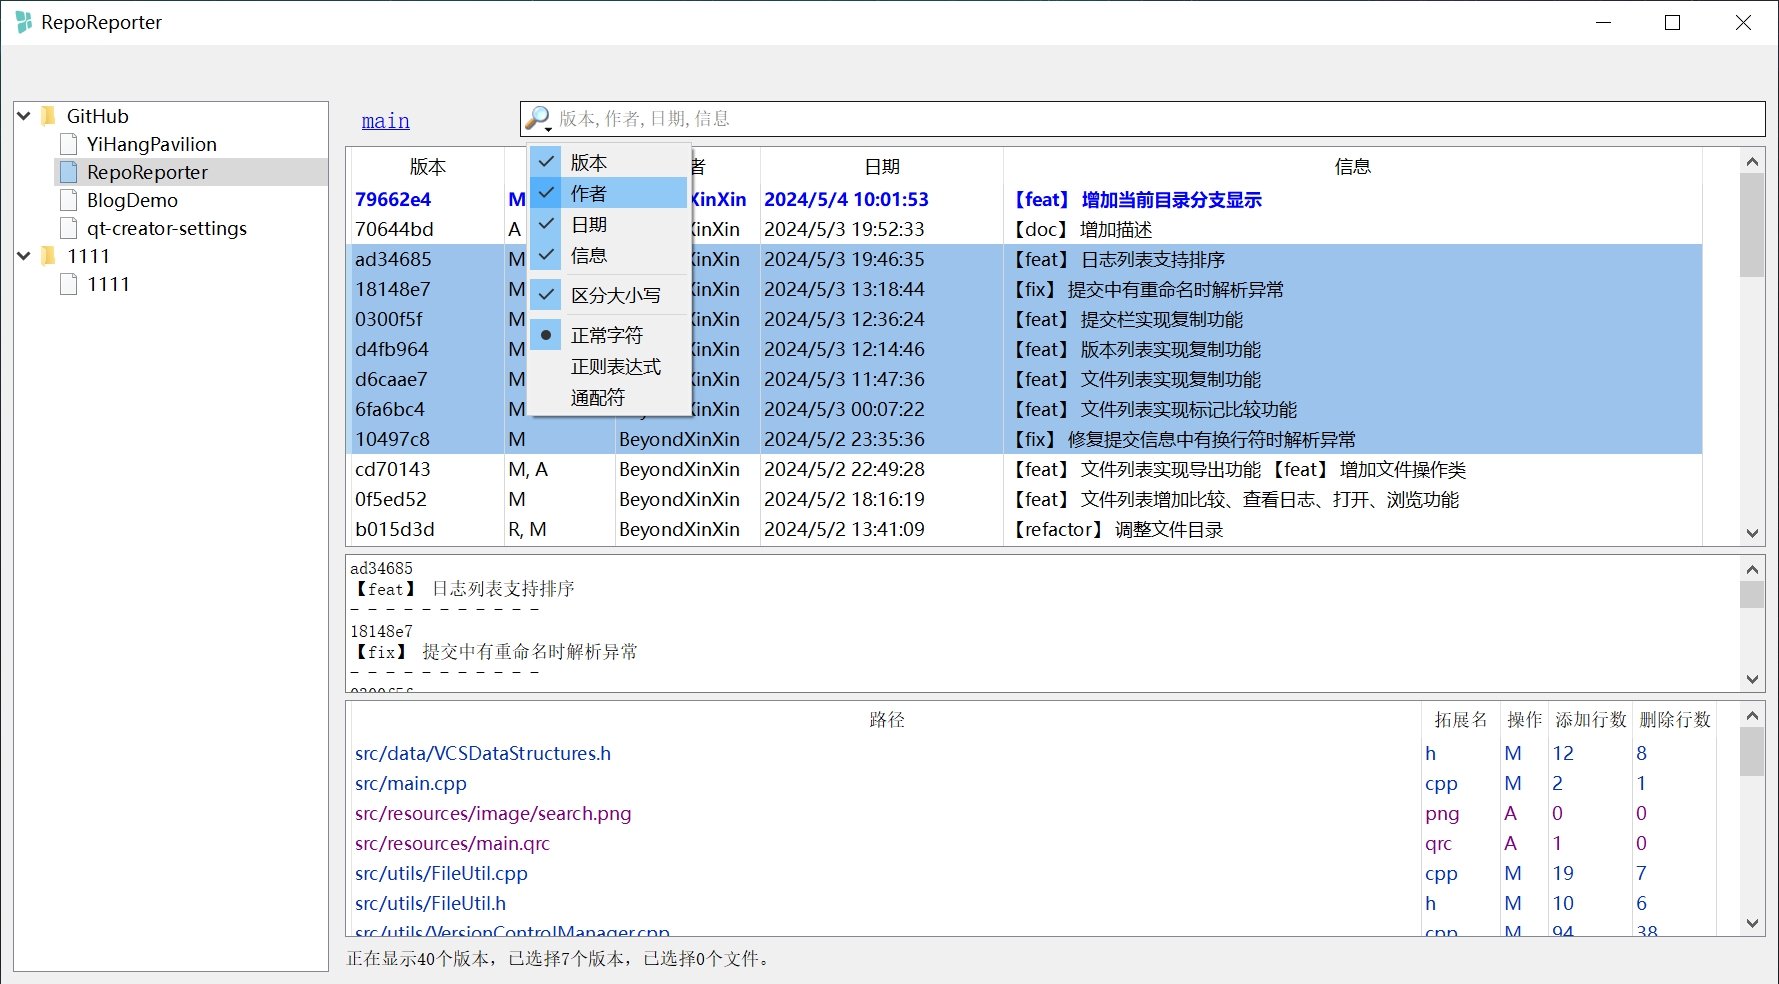 RepoReporter
GitHub
YiHangPavilion
RepoReporter
BlogDemo
qt-creator-settings
1111
1111
main
版本,作者,日期,信息
版本
作者
日期
信息
区分大小写
正常字符
正则表达式
通配符
版本 者 日期 信息
79662e4 M XinXin 2024/5/4 10:01:53 【feat】 增加当前目录分支显示
70644bd A XinXin 2024/5/3 19:52:33 【doc】 增加描述
ad34685 M XinXin 2024/5/3 19:46:35 【feat】 日志列表支持排序
18148e7 M XinXin 2024/5/3 13:18:44 【fix】 提交中有重命名时解析异常
0300f5f M XinXin 2024/5/3 12:36:24 【feat】 提交栏实现复制功能
d4fb964 M XinXin 2024/5/3 12:14:46 【feat】 版本列表实现复制功能
d6caae7 M XinXin 2024/5/3 11:47:36 【feat】 文件列表实现复制功能
6fa6bc4 M XinXin 2024/5/3 00:07:22 【feat】 文件列表实现标记比较功能
10497c8 M BeyondXinXin 2024/5/2 23:35:36 【fix】 修复提交信息中有换行符时解析异常
cd70143 M, A BeyondXinXin 2024/5/2 22:49:28 【feat】 文件列表实现导出功能 【feat】 增加文件操作类
0f5ed52 M BeyondXinXin 2024/5/2 18:16:19 【feat】 文件列表增加比较、查看日志、打开、浏览功能
b015d3d R, M BeyondXinXin 2024/5/2 13:41:09 【refactor】 调整文件目录
ad34685
【feat】 日志列表支持排序
- - - - - - - - - - -
18148e7
【fix】 提交中有重命名时解析异常
- - - - - - - - - - -
0300f5f
路径 拓展名 操作 添加行数 删除行数
src/data/VCSDataStructures.h h M 12 8
src/main.cpp cpp M 2 1
src/resources/image/search.png png A 0 0
src/resources/main.qrc qrc A 1 0
src/utils/FileUtil.cpp cpp M 19 7
src/utils/FileUtil.h h M 10 6
src/utils/VersionControlManager.cpp cpp M 94 38
正在显示40个版本，已选择7个版本，已选择0个文件。